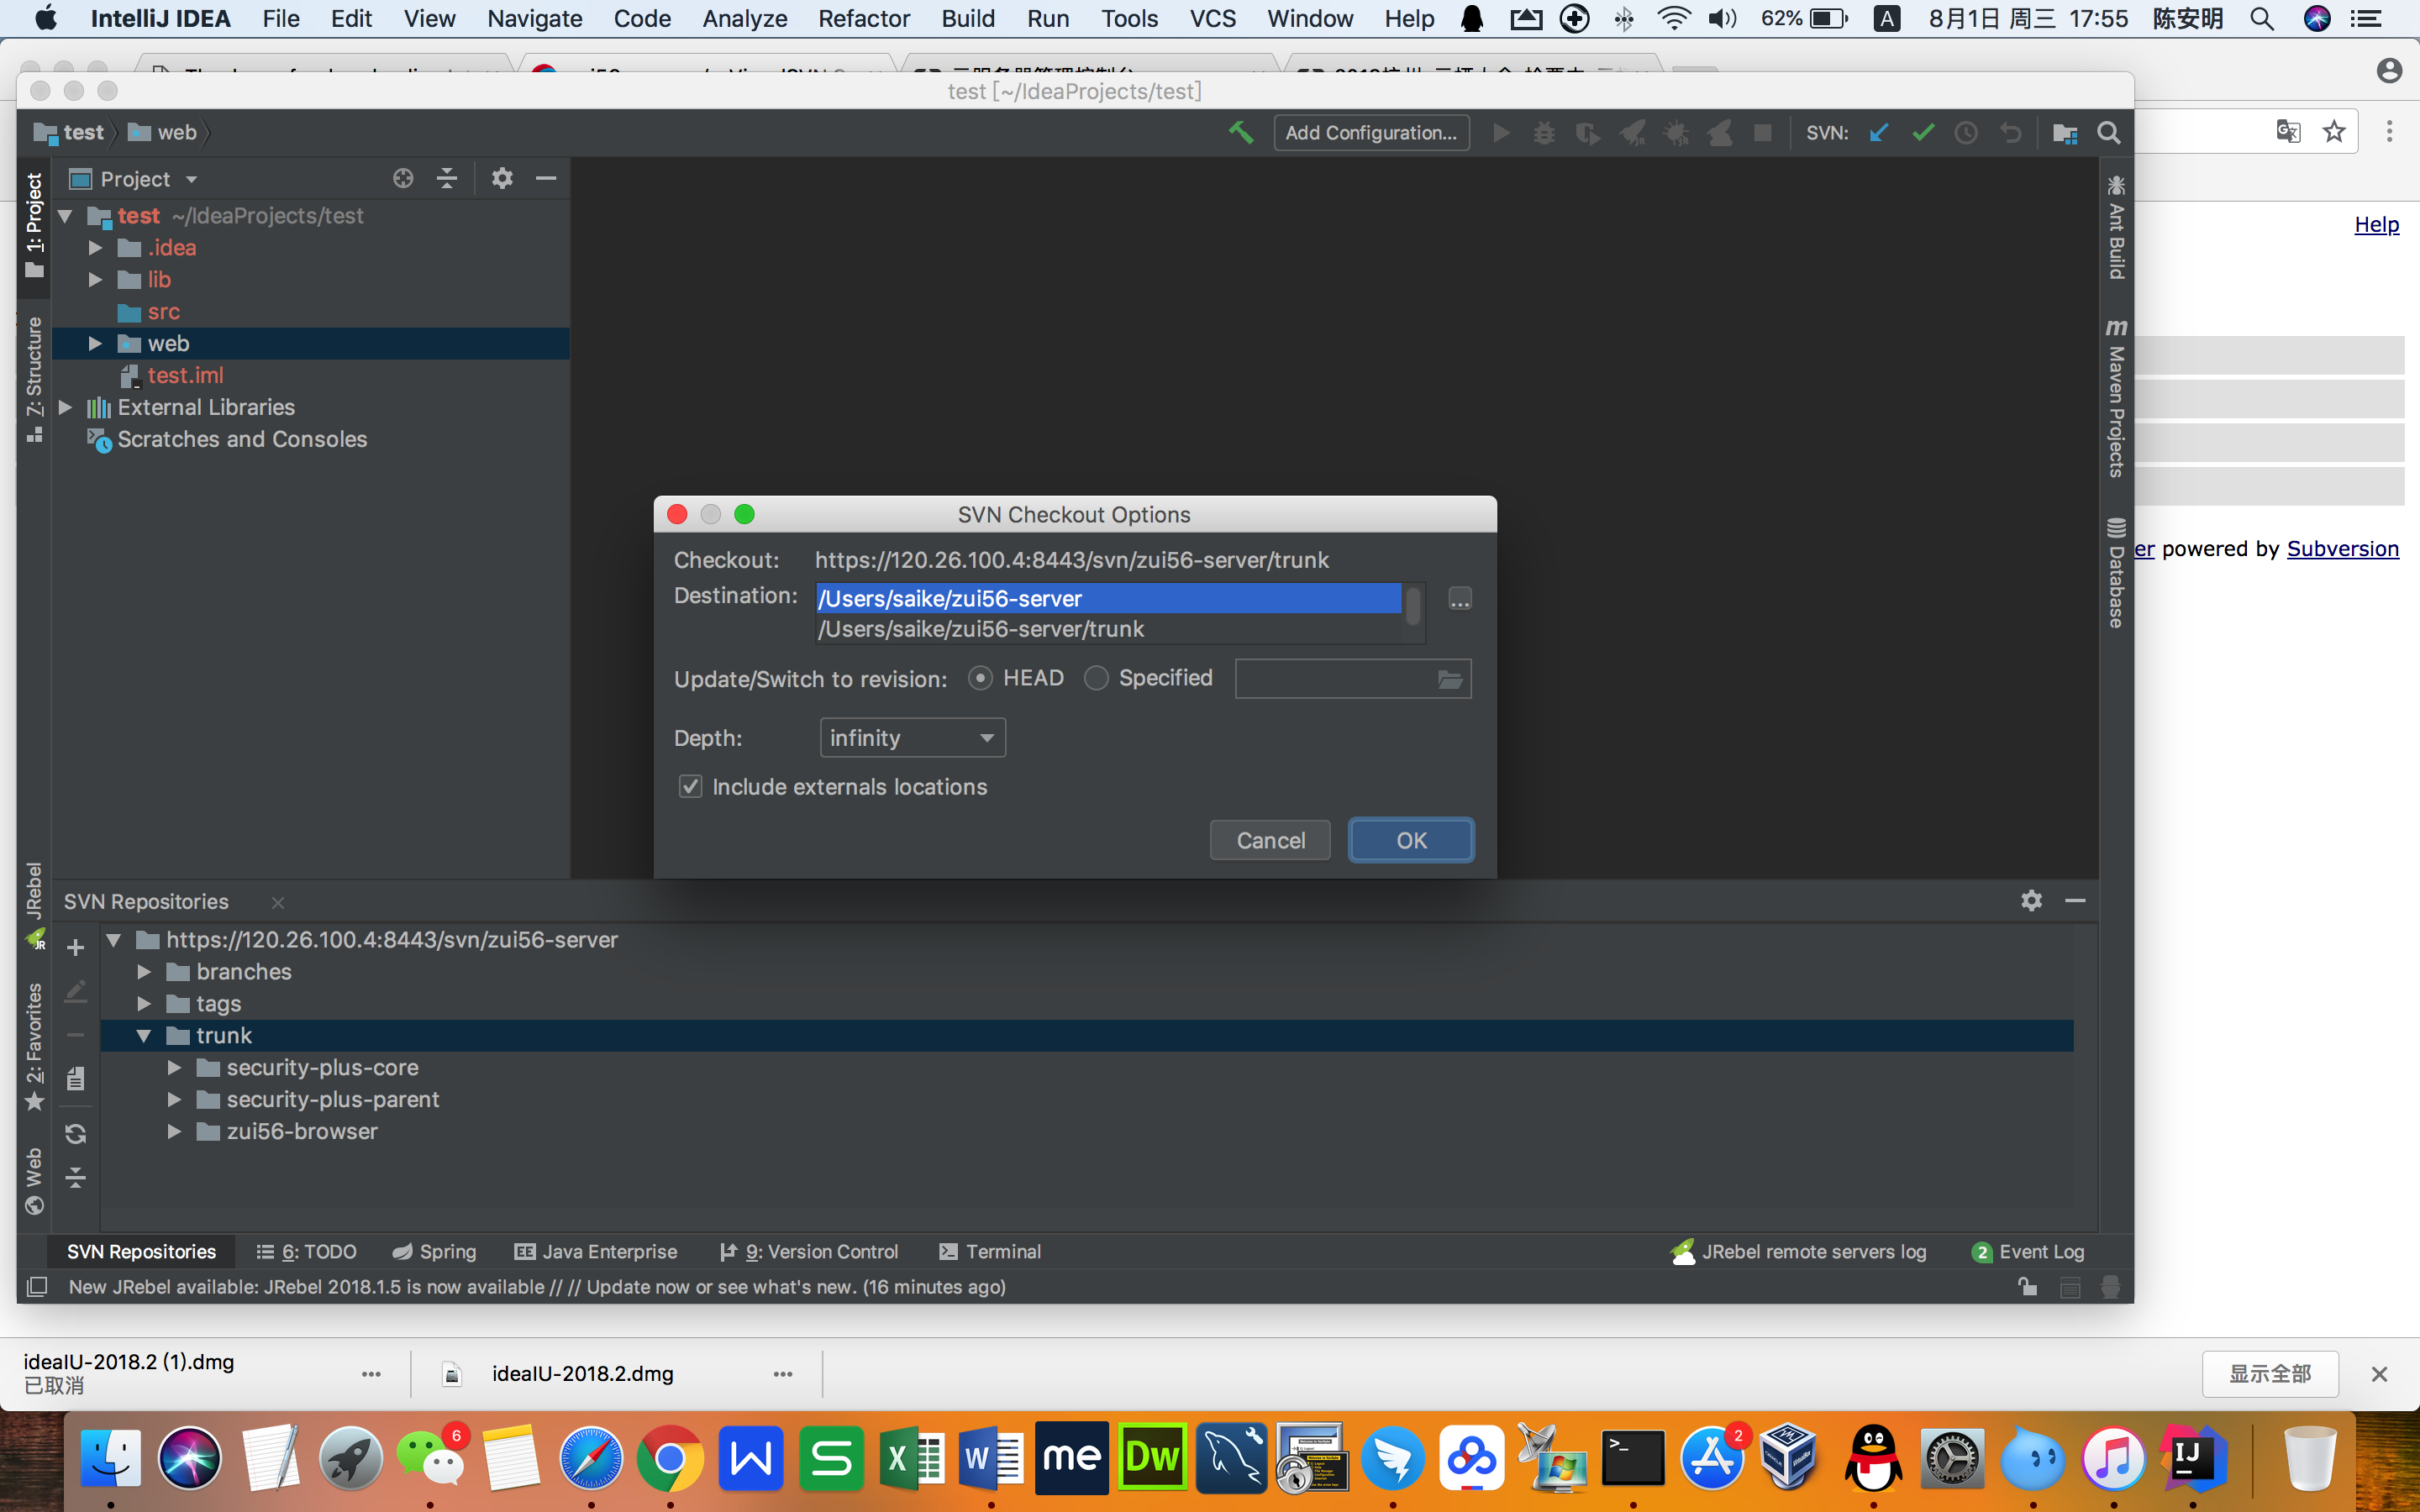 IntelliJ IDEA File Edit View Navigate Code Analyze Refactor Build Run Tools VCS Window Help 62% A 8月1日 周三 17:55 陈安明
test [~/IdeaProjects/test]
test web Add Configuration... SVN:
1: Project
Project
test ~/IdeaProjects/test
.idea
lib
src
web
test.iml
External Libraries
Scratches and Consoles
Z: Structure
Ant Build
Maven Projects
Database
Help
er powered by Subversion
SVN Checkout Options
Checkout: https://120.26.100.4:8443/svn/zui56-server/trunk
Destination: /Users/saike/zui56-server
/Users/saike/zui56-server/trunk
...
Update/Switch to revision: HEAD Specified
Depth: infinity
Include externals locations
Cancel OK
JRebel
2: Favorites
Web
SVN Repositories
https://120.26.100.4:8443/svn/zui56-server
branches
tags
trunk
security-plus-core
security-plus-parent
zui56-browser
SVN Repositories 6: TODO Spring EE Java Enterprise 9: Version Control Terminal JRebel remote servers log 2 Event Log
New JRebel available: JRebel 2018.1.5 is now available // // Update now or see what's new. (16 minutes ago)
ideaIU-2018.2 (1).dmg
已取消
ideaIU-2018.2.dmg
显示全部
6 me Dw 2 IJ